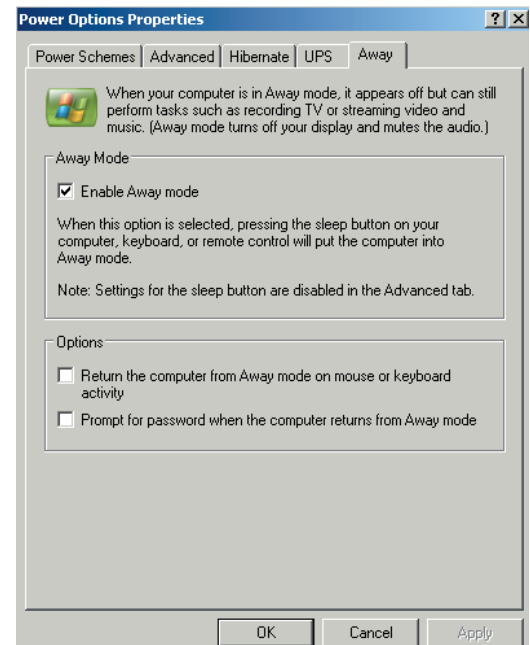 Power Options Properties
Power Schemes Advanced Hibernate UPS Away
When your computer is in Away mode, it appears off but can still
perform tasks such as recording TV or streaming video and
music. (Away mode turns off your display and mutes the audio.)
Away Mode
Enable Away mode
When this option is selected, pressing the sleep button on your
computer, keyboard, or remote control will put the computer into
Away mode.
Note: Settings for the sleep button are disabled in the Advanced tab.
Options
Return the computer from Away mode on mouse or keyboard
activity
Prompt for password when the computer returns from Away mode
OK Cancel Apply